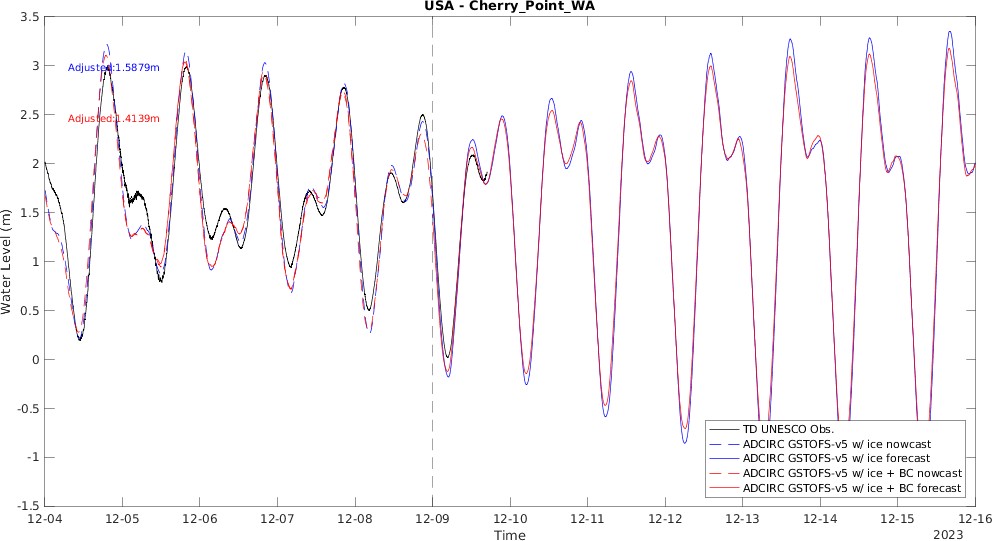 USA - Cherry_Point_WA
3.5
3
2.5
2
1.5
1
0.5
0
-0.5
-1
-1.5
Water Level (m)
Adjusted:1.5879m
Adjusted:1.4139m
TD UNESCO Obs.
ADCIRC GSTOFS-v5 w/ ice nowcast
ADCIRC GSTOFS-v5 w/ ice forecast
ADCIRC GSTOFS-v5 w/ ice + BC nowcast
ADCIRC GSTOFS-v5 w/ ice + BC forecast
12-04 12-05 12-06 12-07 12-08 12-09 12-10 12-11 12-12 12-13 12-14 12-15 12-16
Time
2023